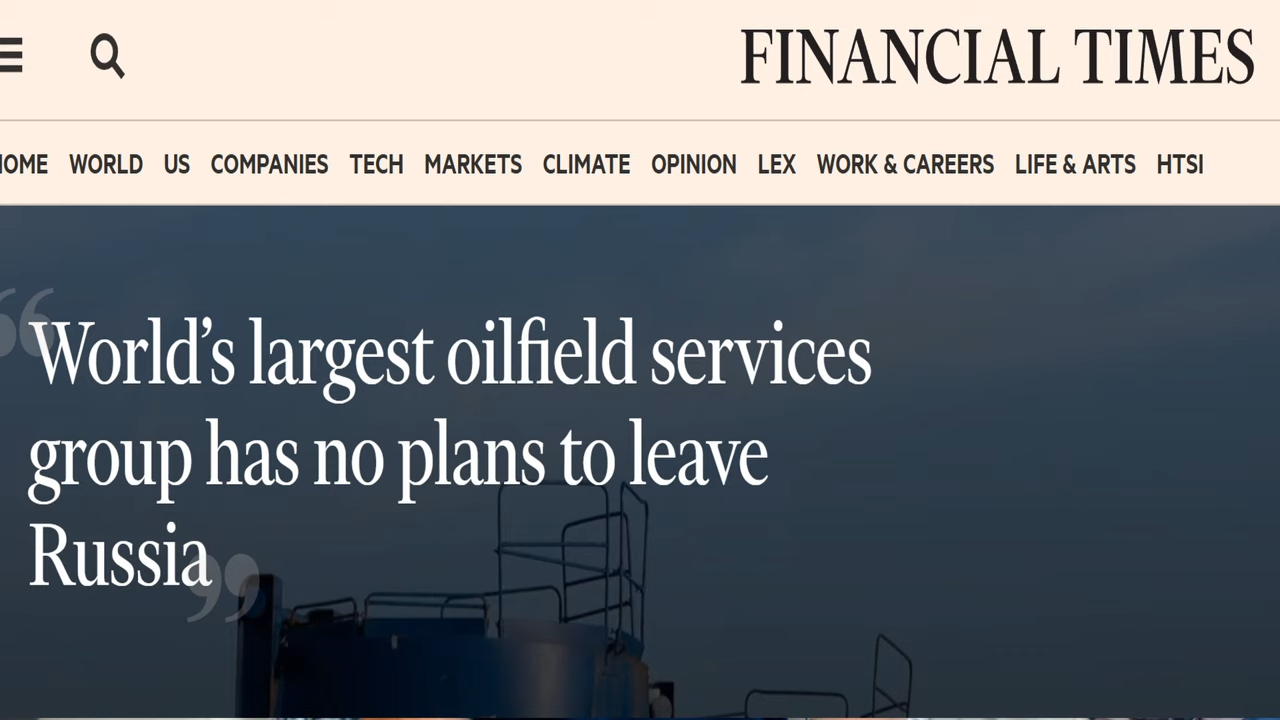 FINANCIAL TIMES
OME WORLD US COMPANIES TECH MARKETS CLIMATE OPINION LEX WORK & CAREERS LIFE & ARTS HTSI
“World’s largest oilfield services
group has no plans to leave
Russia”